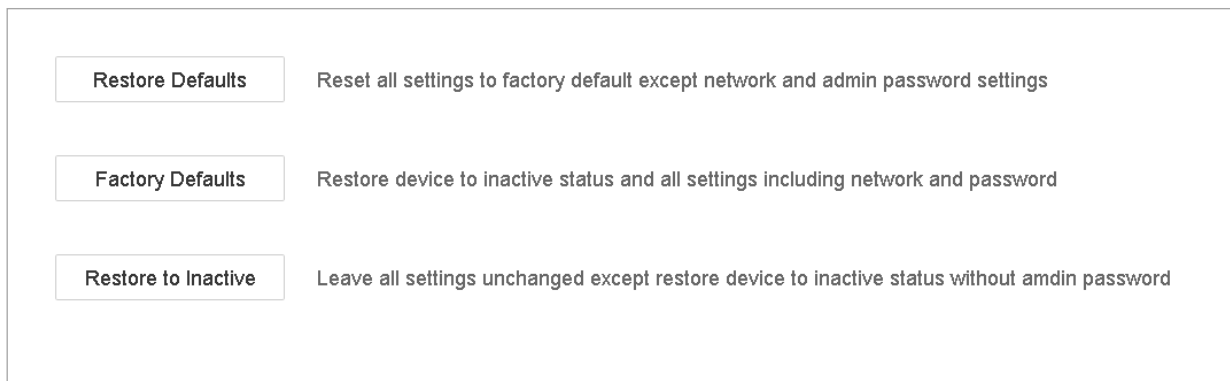 Restore Defaults Reset all settings to factory default except network and admin password settings
Factory Defaults Restore device to inactive status and all settings including network and password
Restore to Inactive Leave all settings unchanged except restore device to inactive status without amdin password